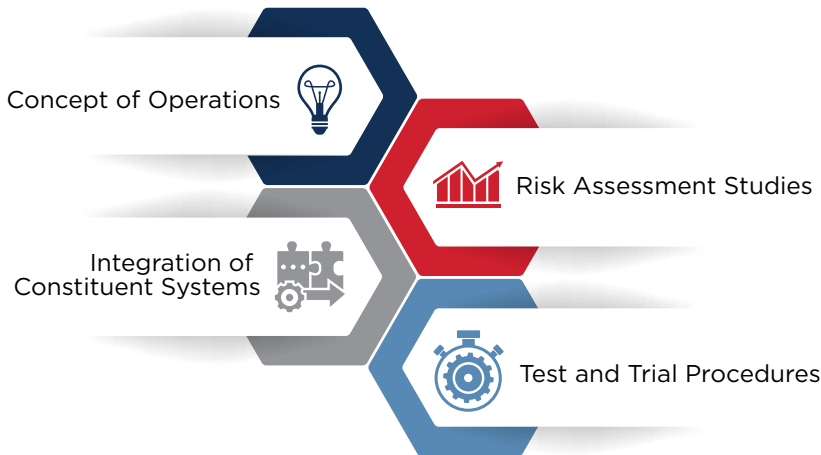 Concept of Operations
Risk Assessment Studies
Integration of
Constituent Systems
Test and Trial Procedures